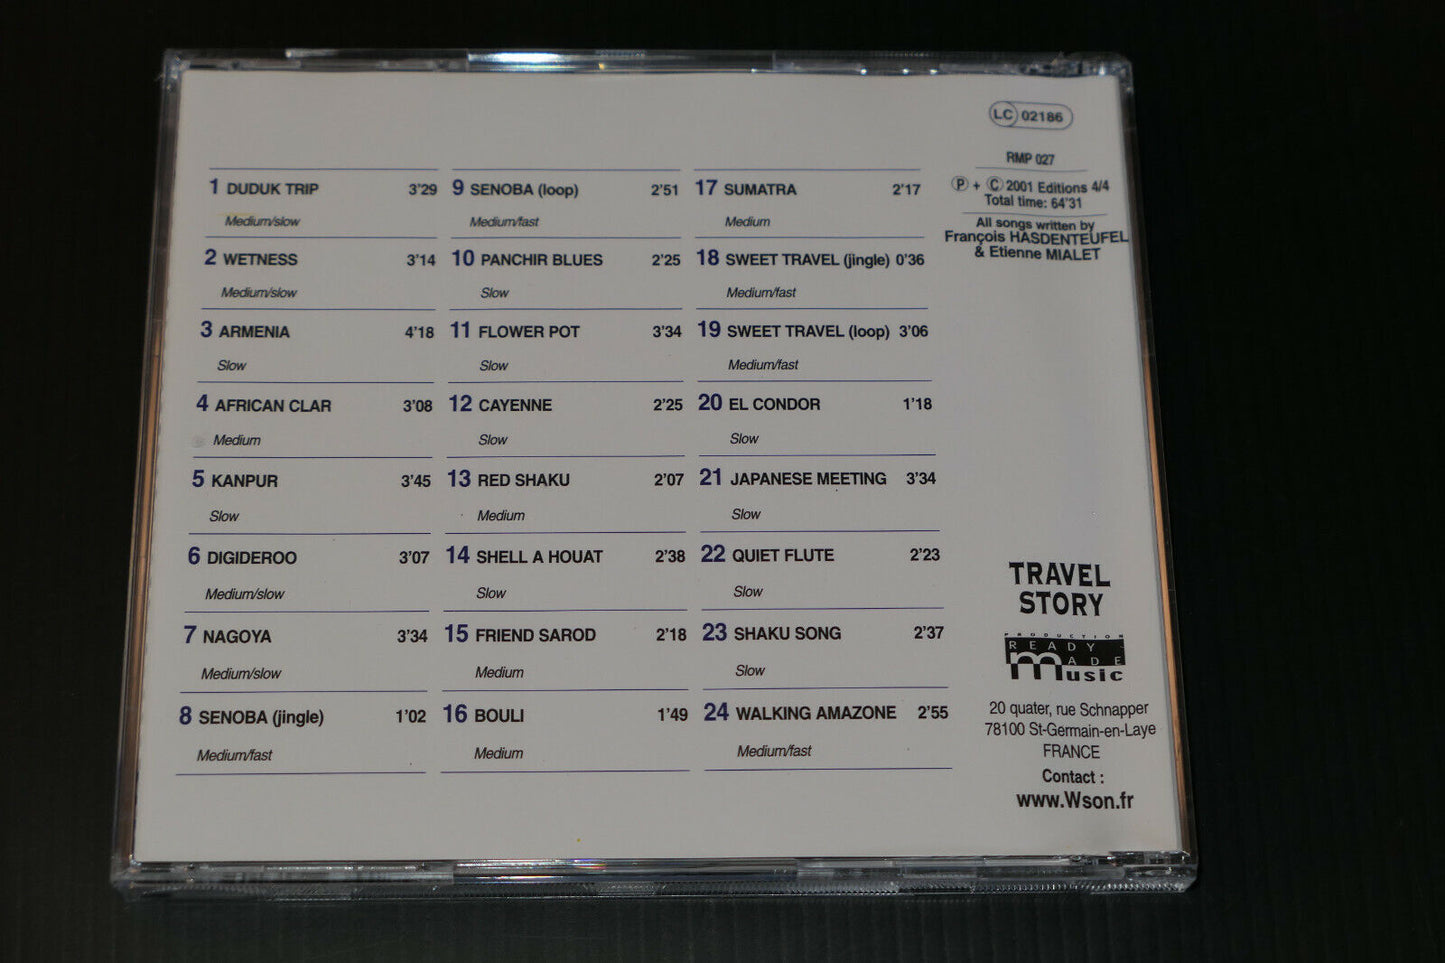 1 DUDUK TRIP 3'29
Medium/slow
2 WETNESS 3'14
Medium/slow
3 ARMENIA 4'18
Slow
4 AFRICAN CLAR 3'08
Medium
5 KANPUR 3'45
Slow
6 DIGIDEROO 3'07
Medium/slow
7 NAGOYA 3'34
Medium/slow
8 SENOBA (jingle) 1'02
Medium/fast
9 SENOBA (loop) 2'51
Medium/fast
10 PANCHIR BLUES 2'25
Slow
11 FLOWER POT 3'34
Slow
12 CAYENNE 2'25
Slow
13 RED SHAKU 2'07
Medium
14 SHELL A HOUAT 2'38
Slow
15 FRIEND SAROD 2'18
Medium
16 BOULI 1'49
Medium
17 SUMATRA 2'17
Medium
18 SWEET TRAVEL (jingle) 0'36
Medium/fast
19 SWEET TRAVEL (loop) 3'06
Medium/fast
20 EL CONDOR 1'18
Slow
21 JAPANESE MEETING 3'34
Slow
22 QUIET FLUTE 2'23
Slow
23 SHAKU SONG 2'37
Slow
24 WALKING AMAZONE 2'55
Medium/fast
LC 02186
RMP 027
Ⓟ + © 2001 Editions 4/4
Total time: 64'31
All songs written by
François HASDENTEUFEL
& Etienne MIALET
TRAVEL
STORY
PRODUCTION
READY
MADE
Music
20 quater, rue Schnapper
78100 St-Germain-en-Laye
FRANCE
Contact :
www.Wson.fr